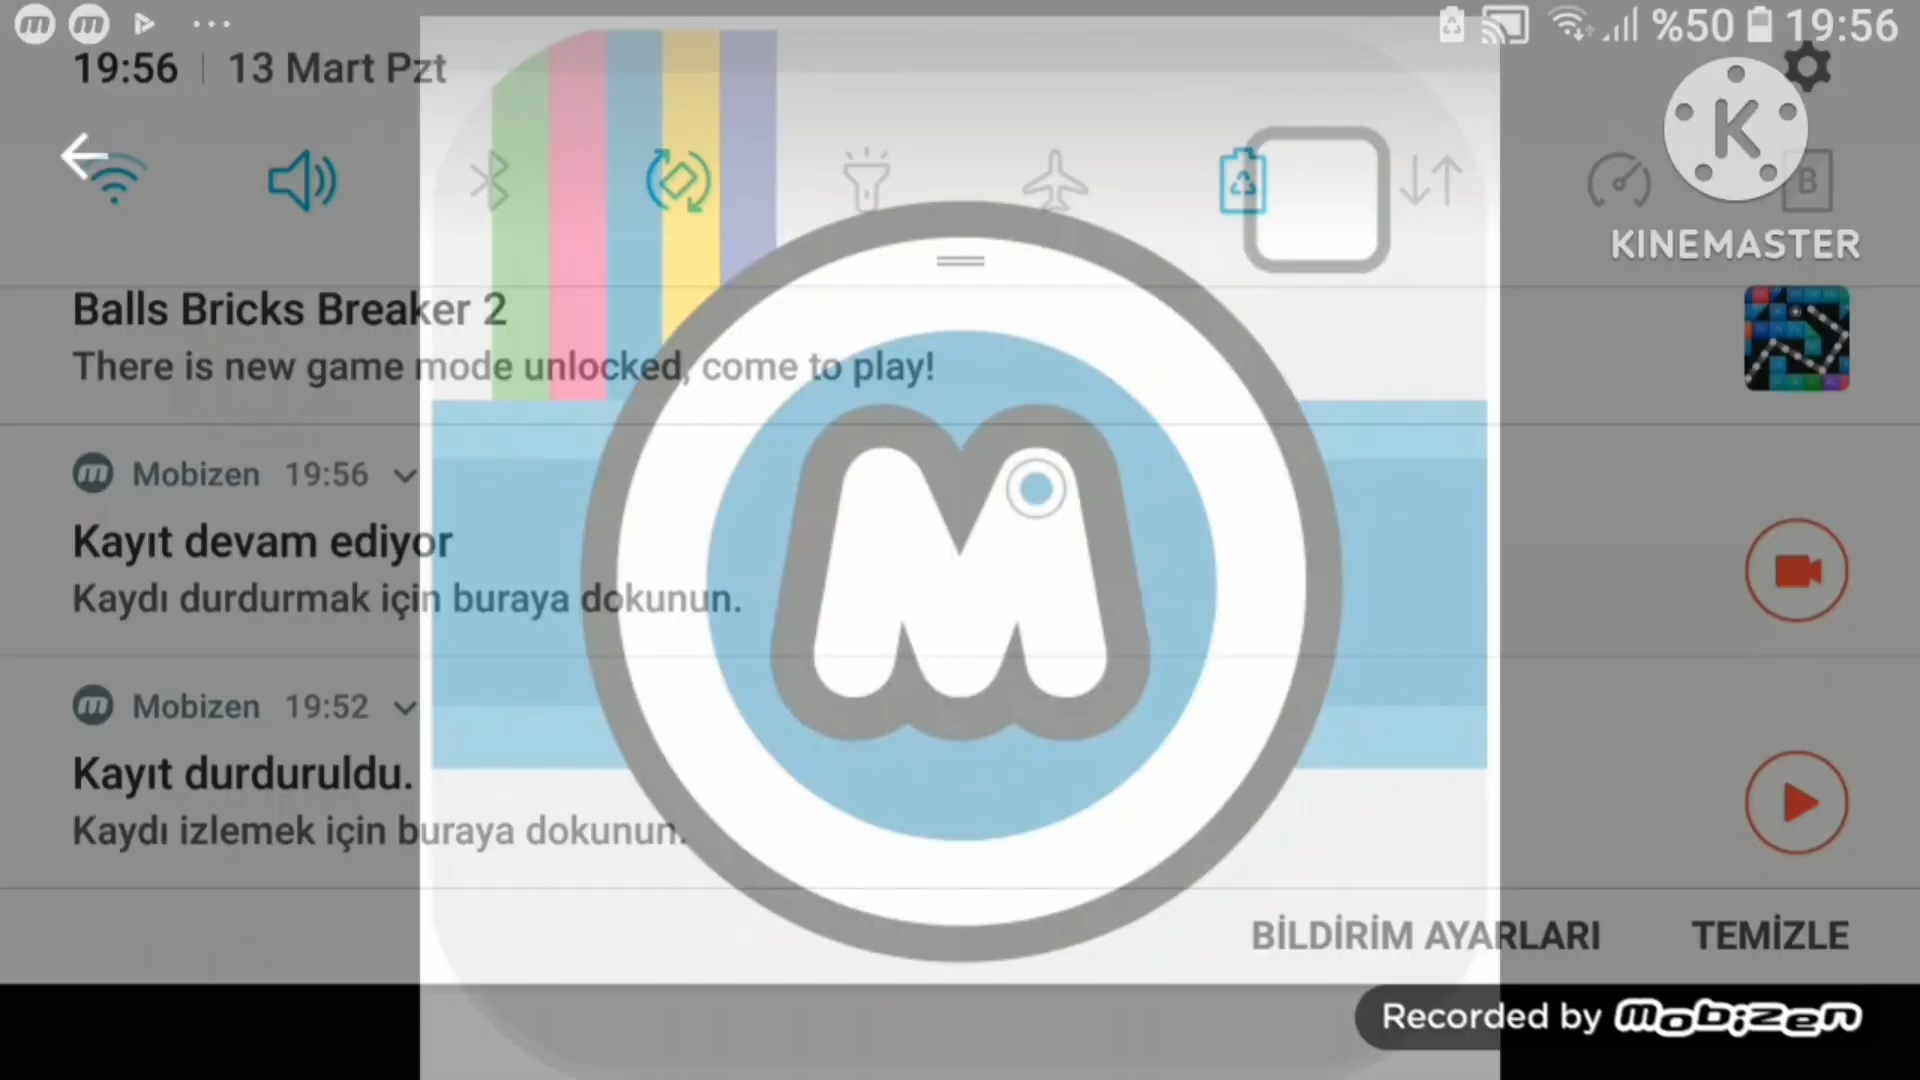 %50 19:56
19:56 | 13 Mart Pzt
K
KINEMASTER
B
Balls Bricks Breaker 2
There is new game mode unlocked, come to play!
M
m Mobizen 19:56
Kayıt devam ediyor
Kaydı durdurmak için buraya dokunun.
m Mobizen 19:52
Kayıt durduruldu.
Kaydı izlemek için buraya dokunun.
BİLDİRİM AYARLARI TEMİZLE
Recorded by mobizen